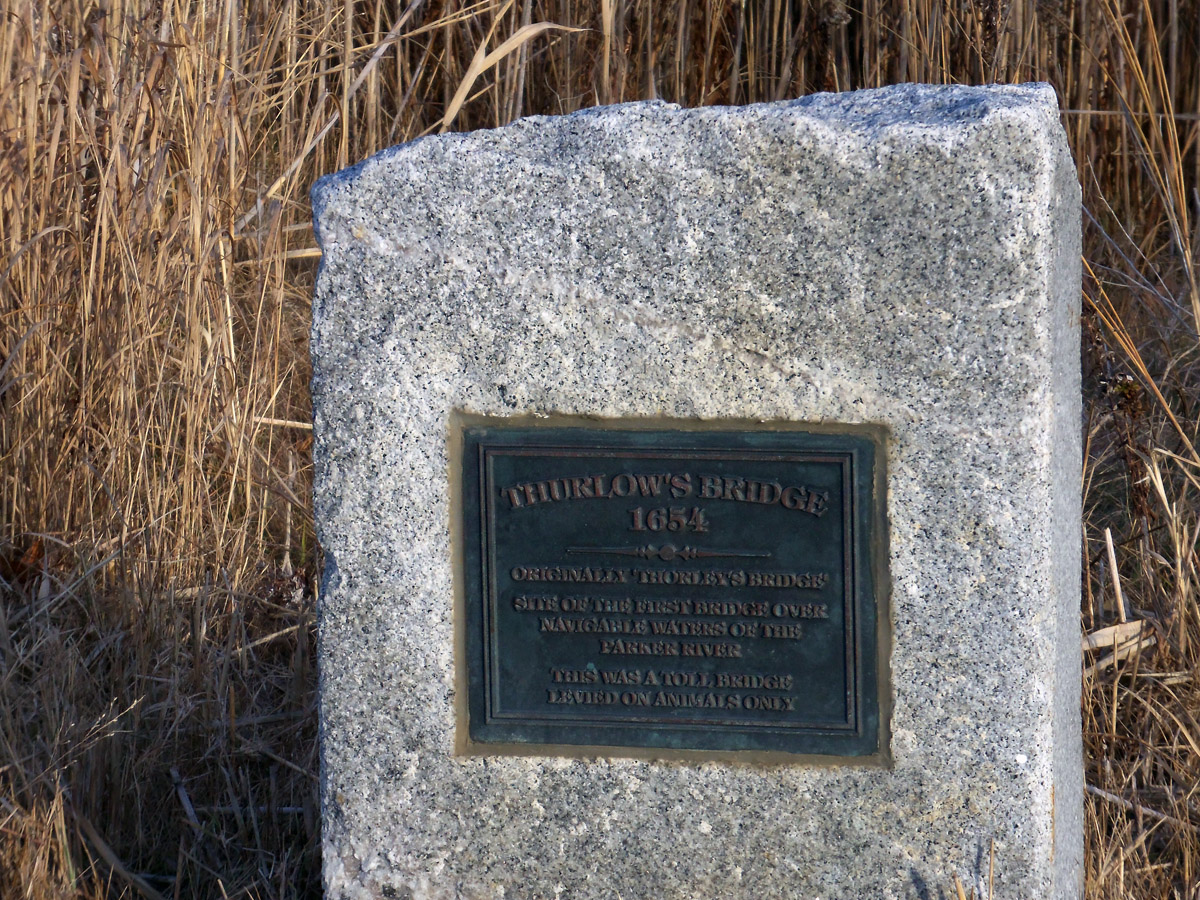 THURLOW'S BRIDGE
1654
ORIGINALLY 'THORLEY'S BRIDGE'
SITE OF THE FIRST BRIDGE OVER
NAVIGABLE WATERS OF THE
PARKER RIVER
THIS WAS A TOLL BRIDGE
LEVIED ON ANIMALS ONLY